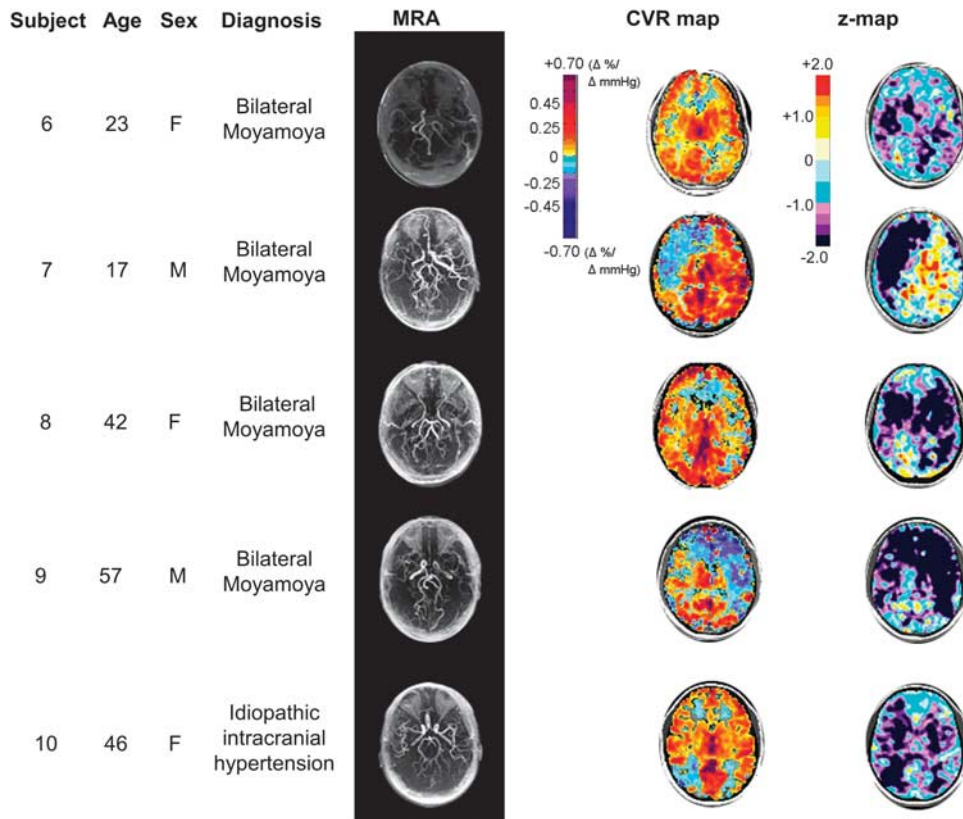 Subject Age Sex Diagnosis MRA CVR map z-map
+0.70 (Δ %/
Δ mmHg)
0.45
0.25
0
-0.25
-0.45
-0.70 (Δ %/
Δ mmHg)
+2.0
+1.0
0
-1.0
-2.0
6 23 F Bilateral
Moyamoya
7 17 M Bilateral
Moyamoya
8 42 F Bilateral
Moyamoya
9 57 M Bilateral
Moyamoya
10 46 F Idiopathic
intracranial
hypertension